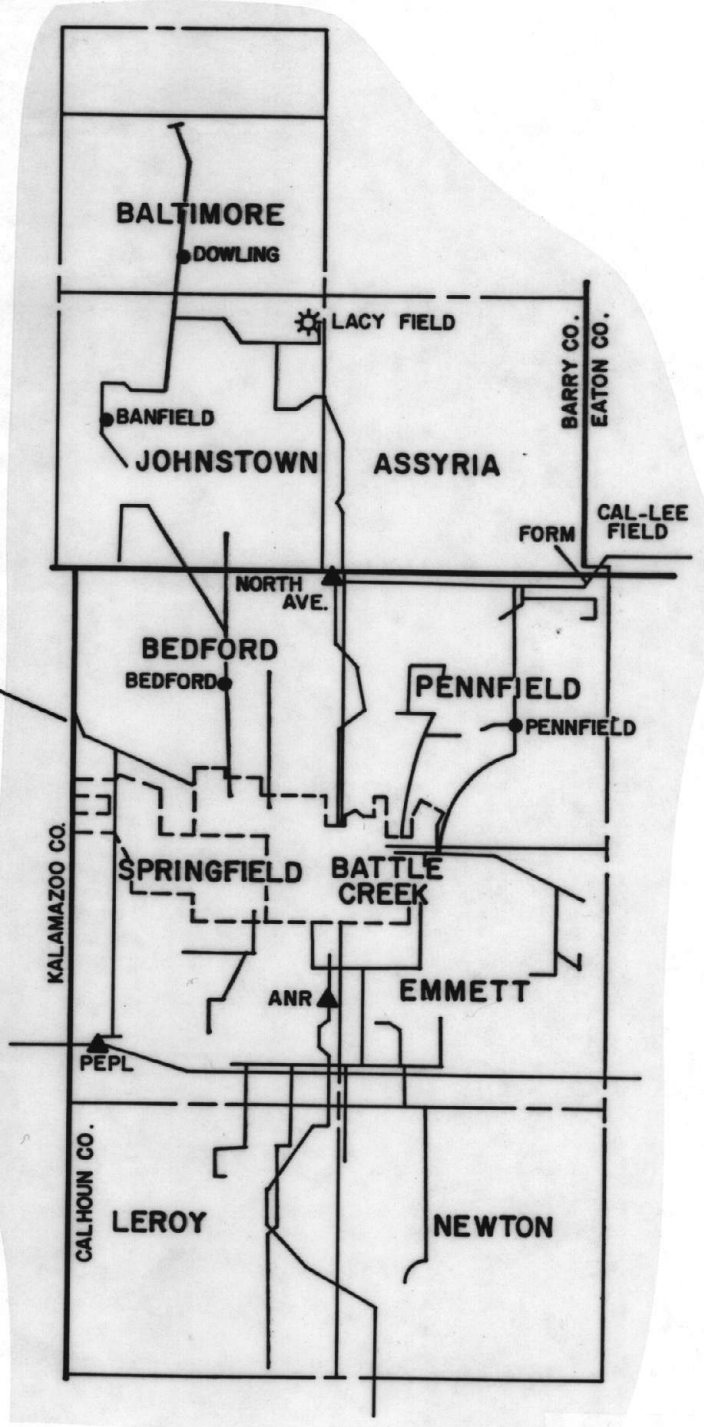 BALTIMORE
DOWLING
LACY FIELD
BARRY CO.
EATON CO.
BANFIELD
JOHNSTOWN
ASSYRIA
CAL-LEE
FIELD
FORM
NORTH
AVE.
BEDFORD
BEDFORD
PENNFIELD
PENNFIELD
KALAMAZOO CO.
SPRINGFIELD
BATTLE
CREEK
ANR
EMMETT
PEPL
CALHOUN CO.
LEROY
NEWTON